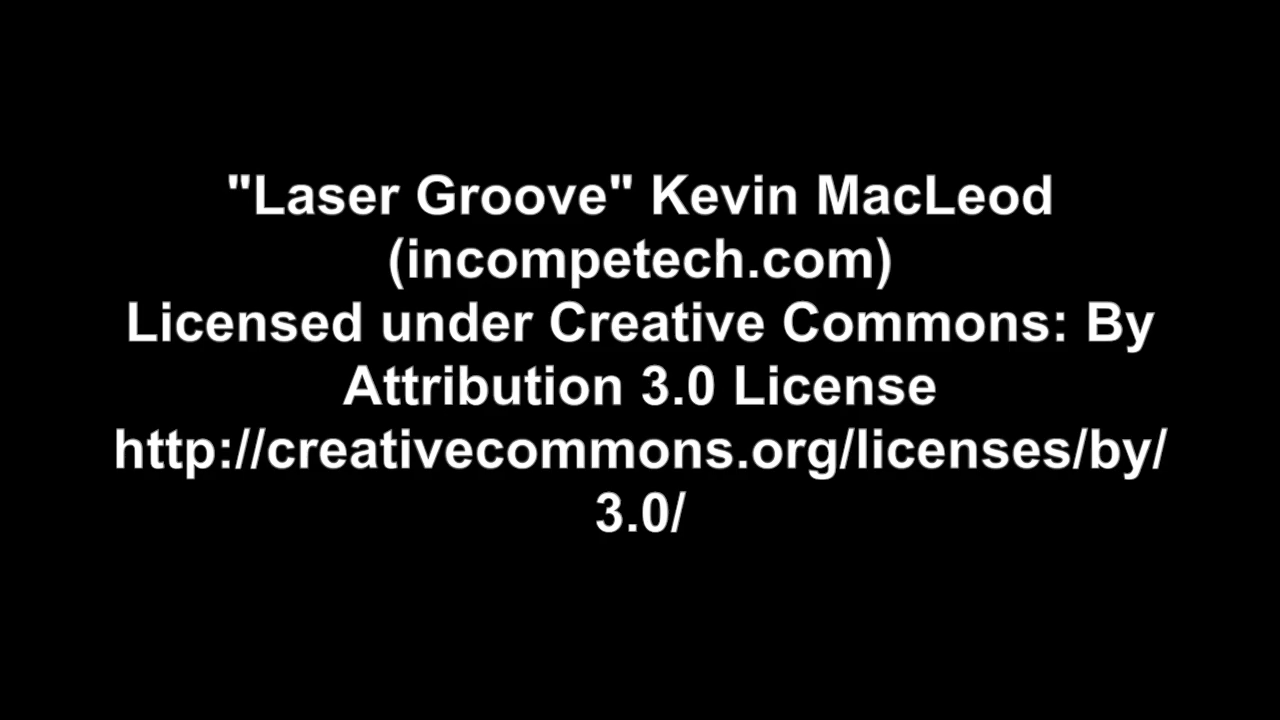 "Laser Groove" Kevin MacLeod
(incompetech.com)
Licensed under Creative Commons: By
Attribution 3.0 License
http://creativecommons.org/licenses/by/
3.0/